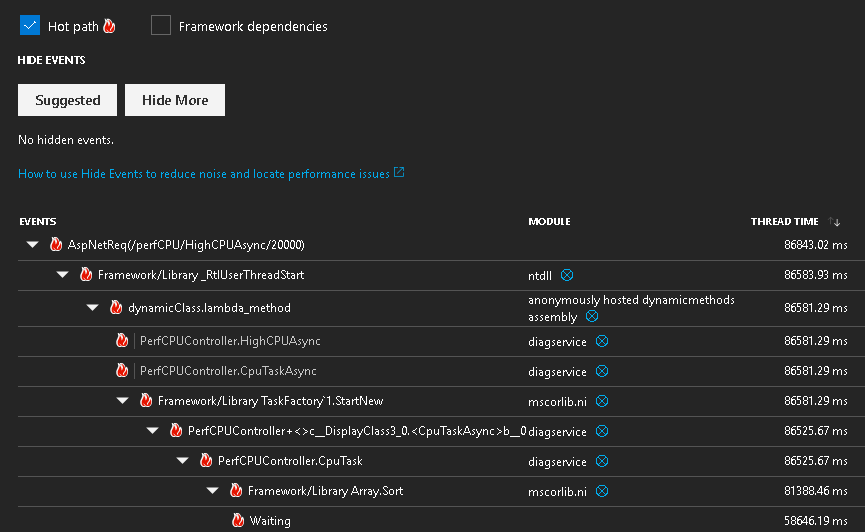 Hot path Framework dependencies
HIDE EVENTS
Suggested Hide More
No hidden events.
How to use Hide Events to reduce noise and locate performance issues
EVENTS MODULE THREAD TIME
AspNetReq(/perfCPU/HighCPUAsync/20000) 86843.02 ms
Framework/Library _RtlUserThreadStart ntdll 86583.93 ms
dynamicClass.lambda_method anonymously hosted dynamicmethods assembly 86581.29 ms
PerfCPUController.HighCPUAsync diagservice 86581.29 ms
PerfCPUController.CpuTaskAsync diagservice 86581.29 ms
Framework/Library TaskFactory`1.StartNew mscorlib.ni 86581.29 ms
PerfCPUController+<>c__DisplayClass3_0.<CpuTaskAsync>b__0 diagservice 86525.67 ms
PerfCPUController.CpuTask diagservice 86525.67 ms
Framework/Library Array.Sort mscorlib.ni 81388.46 ms
Waiting 58646.19 ms